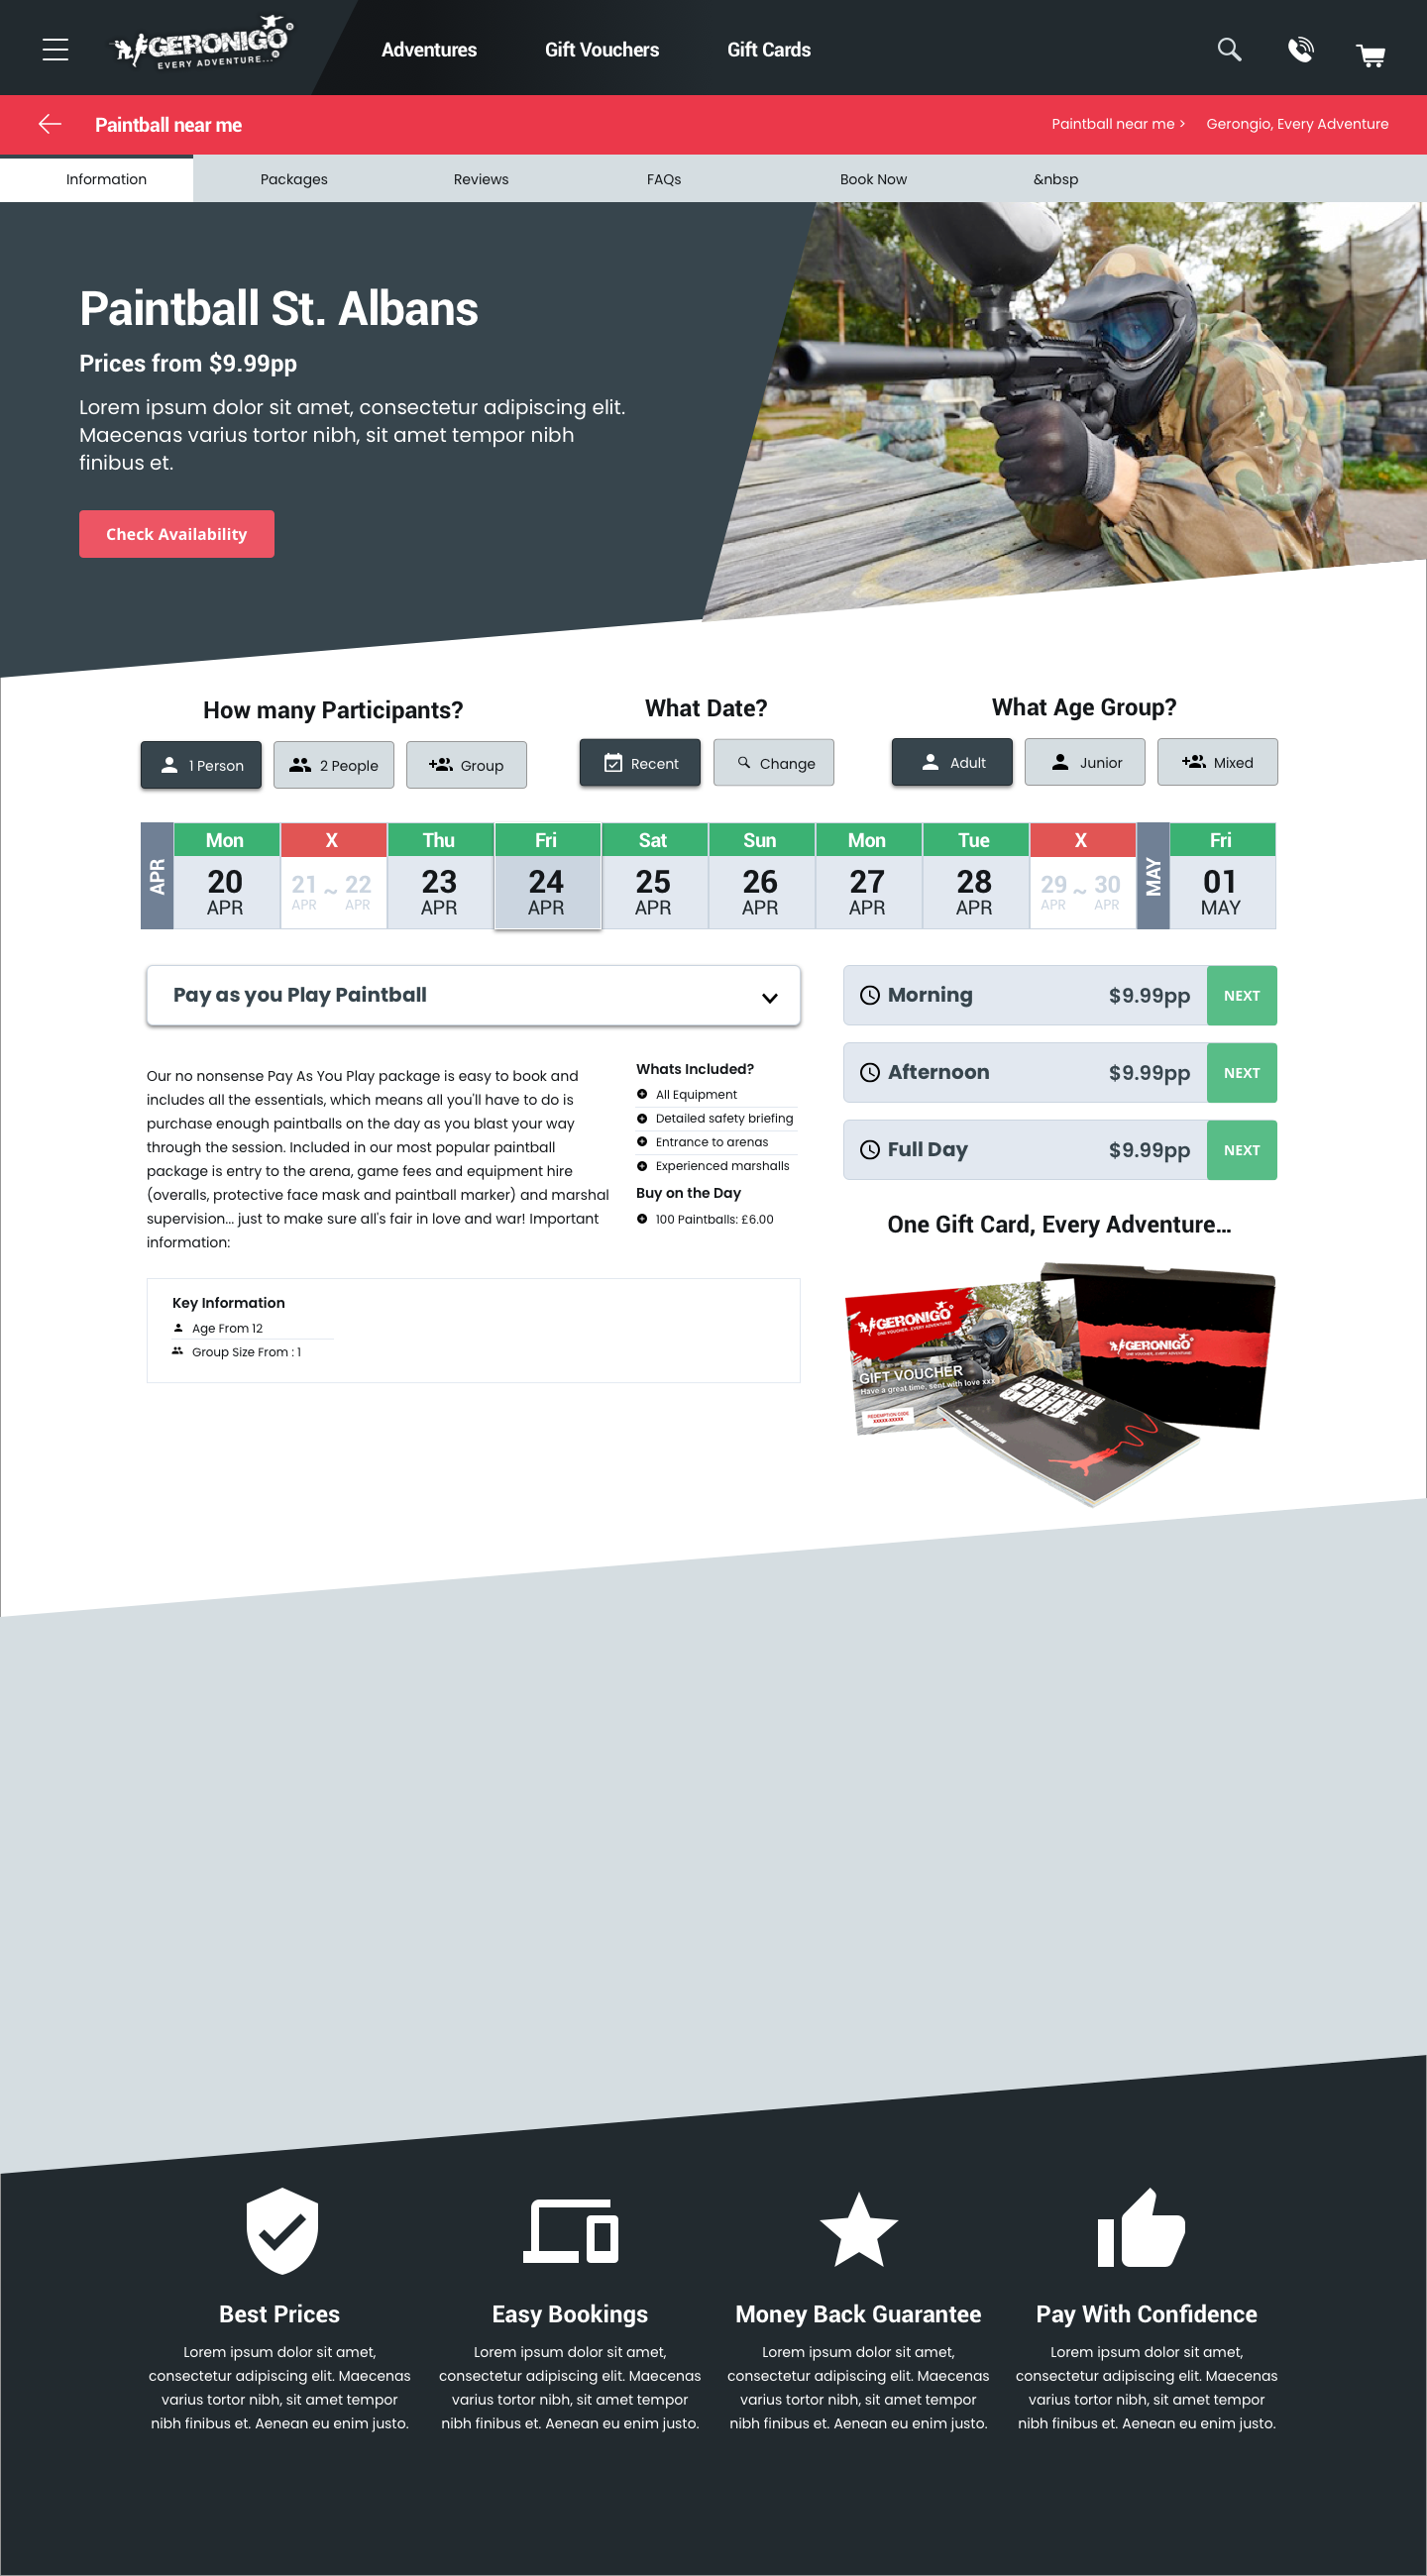 GERONIGO
EVERY ADVENTURE...
Adventures
Gift Vouchers
Gift Cards
Paintball near me
Paintball near me >
Gerongio, Every Adventure
Information
Packages
Reviews
FAQs
Book Now
&nbsp
Paintball St. Albans
Prices from $9.99pp
Lorem ipsum dolor sit amet, consectetur adipiscing elit.
Maecenas varius tortor nibh, sit amet tempor nibh
finibus et.
Check Availability
How many Participants?
1 Person
2 People
Group
What Date?
Recent
Change
What Age Group?
Adult
Junior
Mixed
APR
Mon
20
APR
X
21 ~ 22
APR APR
Thu
23
APR
Fri
24
APR
Sat
25
APR
Sun
26
APR
Mon
27
APR
Tue
28
APR
X
29 ~ 30
APR APR
MAY
Fri
01
MAY
Pay as you Play Paintball
Our no nonsense Pay As You Play package is easy to book and
includes all the essentials, which means all you'll have to do is
purchase enough paintballs on the day as you blast your way
through the session. Included in our most popular paintball
package is entry to the arena, game fees and equipment hire
(overalls, protective face mask and paintball marker) and marshal
supervision... just to make sure all's fair in love and war! Important
information:
Whats Included?
All Equipment
Detailed safety briefing
Entrance to arenas
Experienced marshalls
Buy on the Day
100 Paintballs: £6.00
Key Information
Age From 12
Group Size From : 1
Morning
$9.99pp
NEXT
Afternoon
$9.99pp
NEXT
Full Day
$9.99pp
NEXT
One Gift Card, Every Adventure...
GERONIGO
ONE VOUCHER, EVERY ADVENTURE!
GIFT VOUCHER
Have a great time, sent with love xxx
REDEMPTION CODE
XXXXX-XXXXX
GERONIGO
ONE VOUCHER, EVERY ADVENTURE!
ADRENALIN
GUIDE
Best Prices
Lorem ipsum dolor sit amet,
consectetur adipiscing elit. Maecenas
varius tortor nibh, sit amet tempor
nibh finibus et. Aenean eu enim justo.
Easy Bookings
Lorem ipsum dolor sit amet,
consectetur adipiscing elit. Maecenas
varius tortor nibh, sit amet tempor
nibh finibus et. Aenean eu enim justo.
Money Back Guarantee
Lorem ipsum dolor sit amet,
consectetur adipiscing elit. Maecenas
varius tortor nibh, sit amet tempor
nibh finibus et. Aenean eu enim justo.
Pay With Confidence
Lorem ipsum dolor sit amet,
consectetur adipiscing elit. Maecenas
varius tortor nibh, sit amet tempor
nibh finibus et. Aenean eu enim justo.